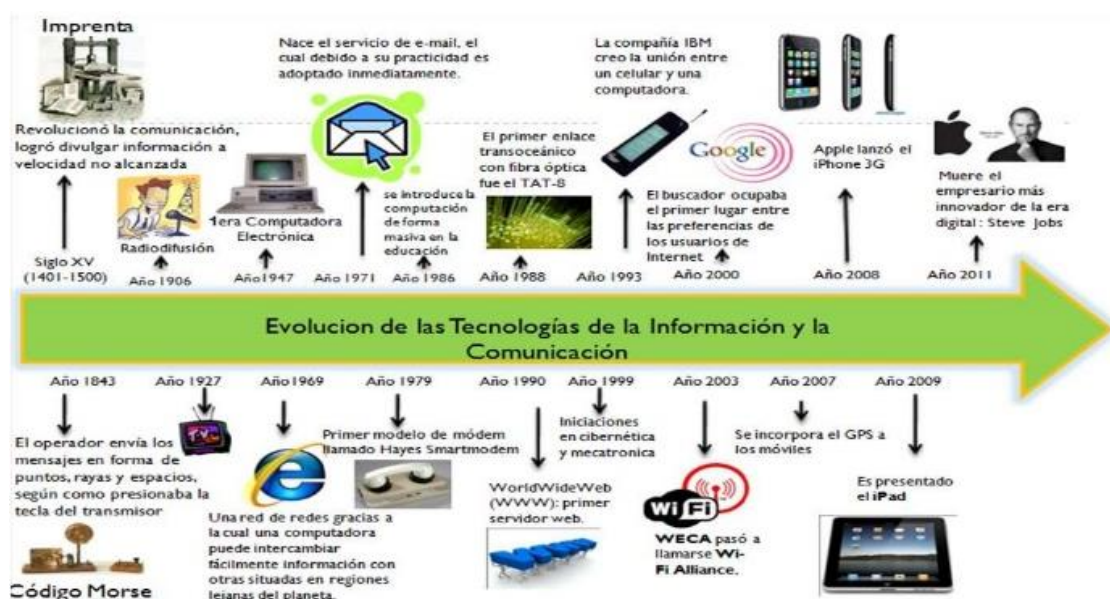 Imprenta
Revolucionó la comunicación,
logró divulgar información a
velocidad no alcanzada
Siglo XV
(1401-1500)
Radiodifusión
Año 1906
1era Computadora
Electrónica
Año1947
Nace el servicio de e-mail, el
cual debido a su practicidad es
adoptado inmediatamente.
Año 1971
se introduce la
computación
de forma
masiva en la
educación
Año 1986
El primer enlace
transoceánico
con fibra óptica
fue el TAT-8
Año 1988
La compañía IBM
creo la unión entre
un celular y una
computadora.
Año 1993
Google
El buscador ocupaba
el primer lugar entre
las preferencias de
los usuarios de
Internet
Año 2000
Apple lanzó el
iPhone 3G
Año 2008
Muere el
empresario más
innovador de la era
digital : Steve Jobs
Año 2011
Evolucion de las Tecnologías de la Información y la
Comunicación
Año 1843
El operador envía los
mensajes en forma de
puntos, rayas y espacios,
según como presionaba la
tecla del transmisor
Código Morse
Año 1927
TV
Año 1969
Una red de redes gracias a
la cual una computadora
puede intercambiar
fácilmente información con
otras situadas en regiones
lejanas del planeta.
Año 1979
Primer modelo de módem
llamado Hayes Smartmodem
Año 1990
WorldWideWeb
(WWW): primer
servidor web.
Año 1999
Iniciaciones
en cibernética
y mecatronica
Año 2003
Wi Fi
WECA pasó a
llamarse Wi-
Fi Alliance.
Año 2007
Se incorpora el GPS a
los móviles
Año 2009
Es presentado
el iPad